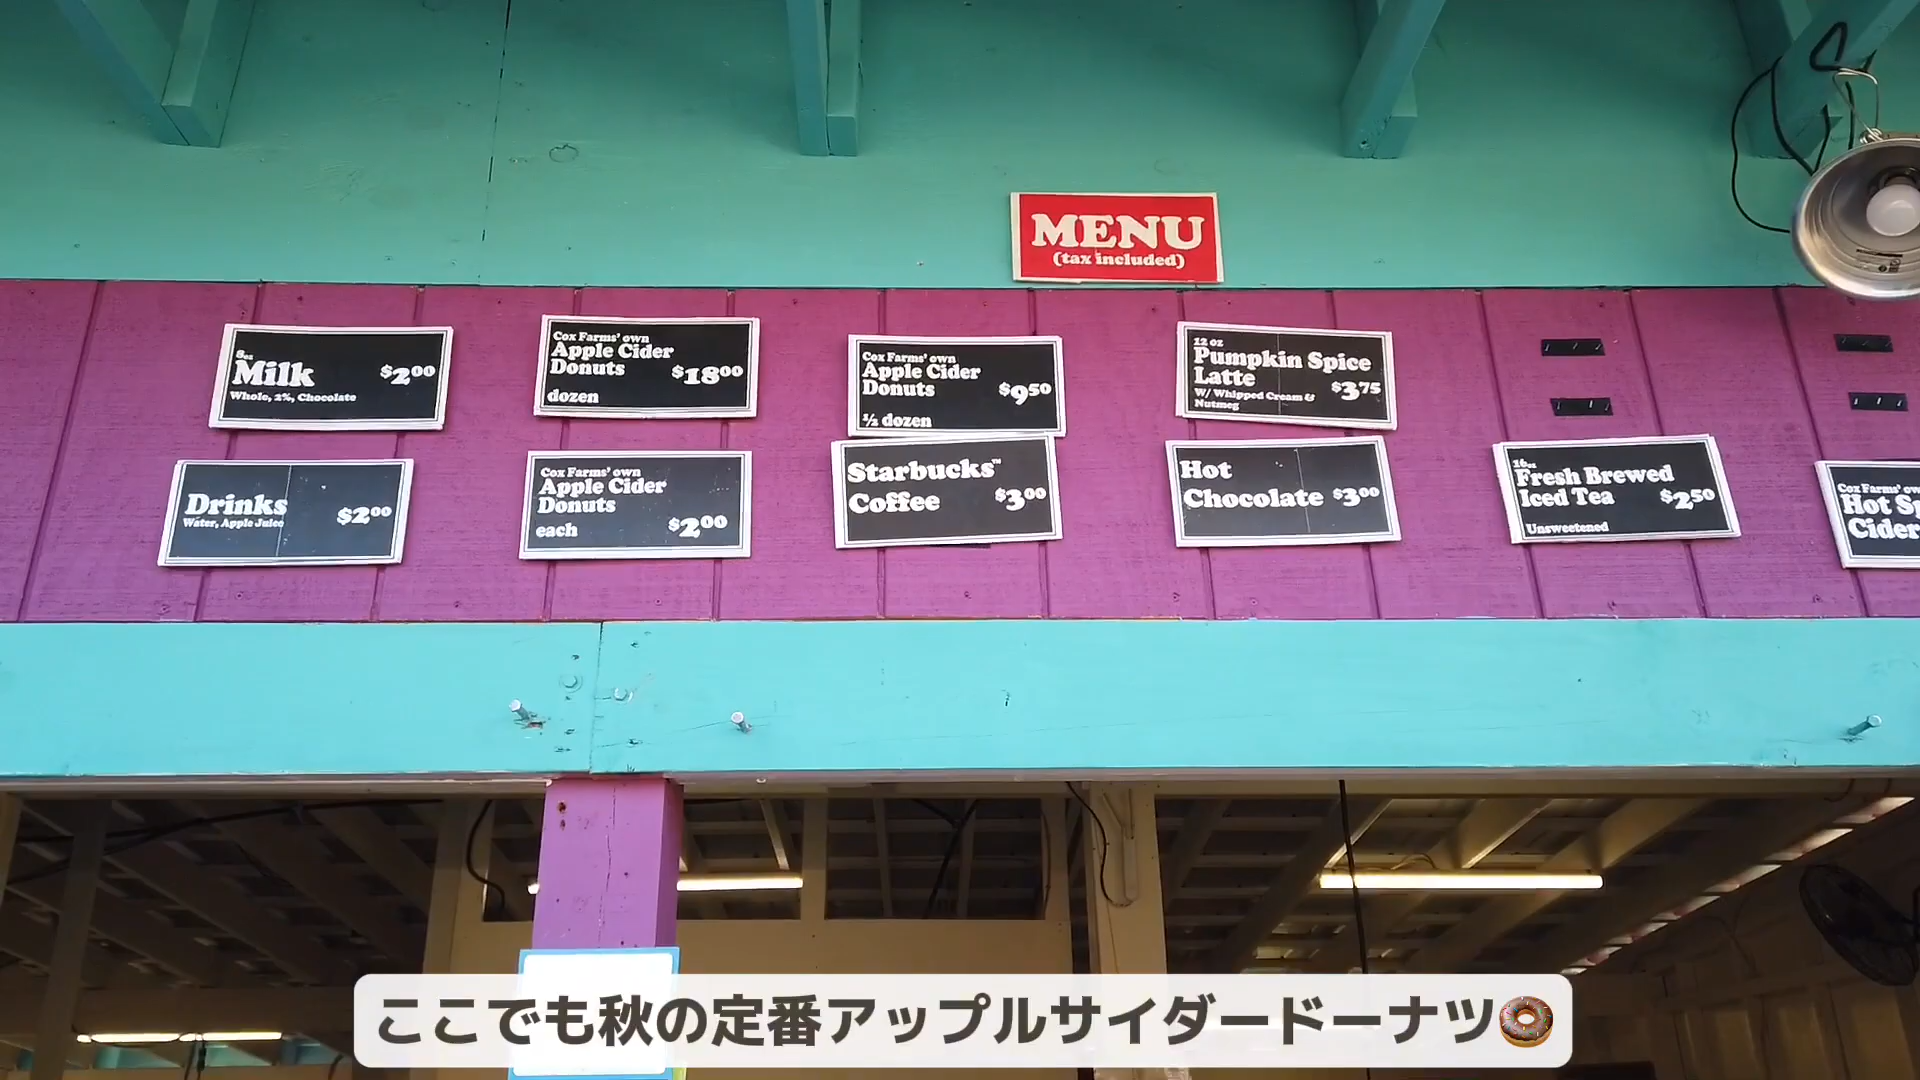 MENU
(tax included)
8oz
Milk $2.00
Whole, 2%, Chocolate
Cox Farms' own
Apple Cider
Donuts $18.00
dozen
Cox Farms' own
Apple Cider
Donuts $9.50
½ dozen
12 oz
Pumpkin Spice
Latte $3.75
W/ Whipped Cream &
Nutmeg
Drinks $2.00
Water, Apple Juice
Cox Farms' own
Apple Cider
Donuts
each $2.00
Starbucks™
Coffee $3.00
Hot
Chocolate $3.00
16oz
Fresh Brewed
Iced Tea $2.50
Unsweetened
Cox Farms'
Hot
Cider
ここでも秋の定番アップルサイダードーナツ🍩